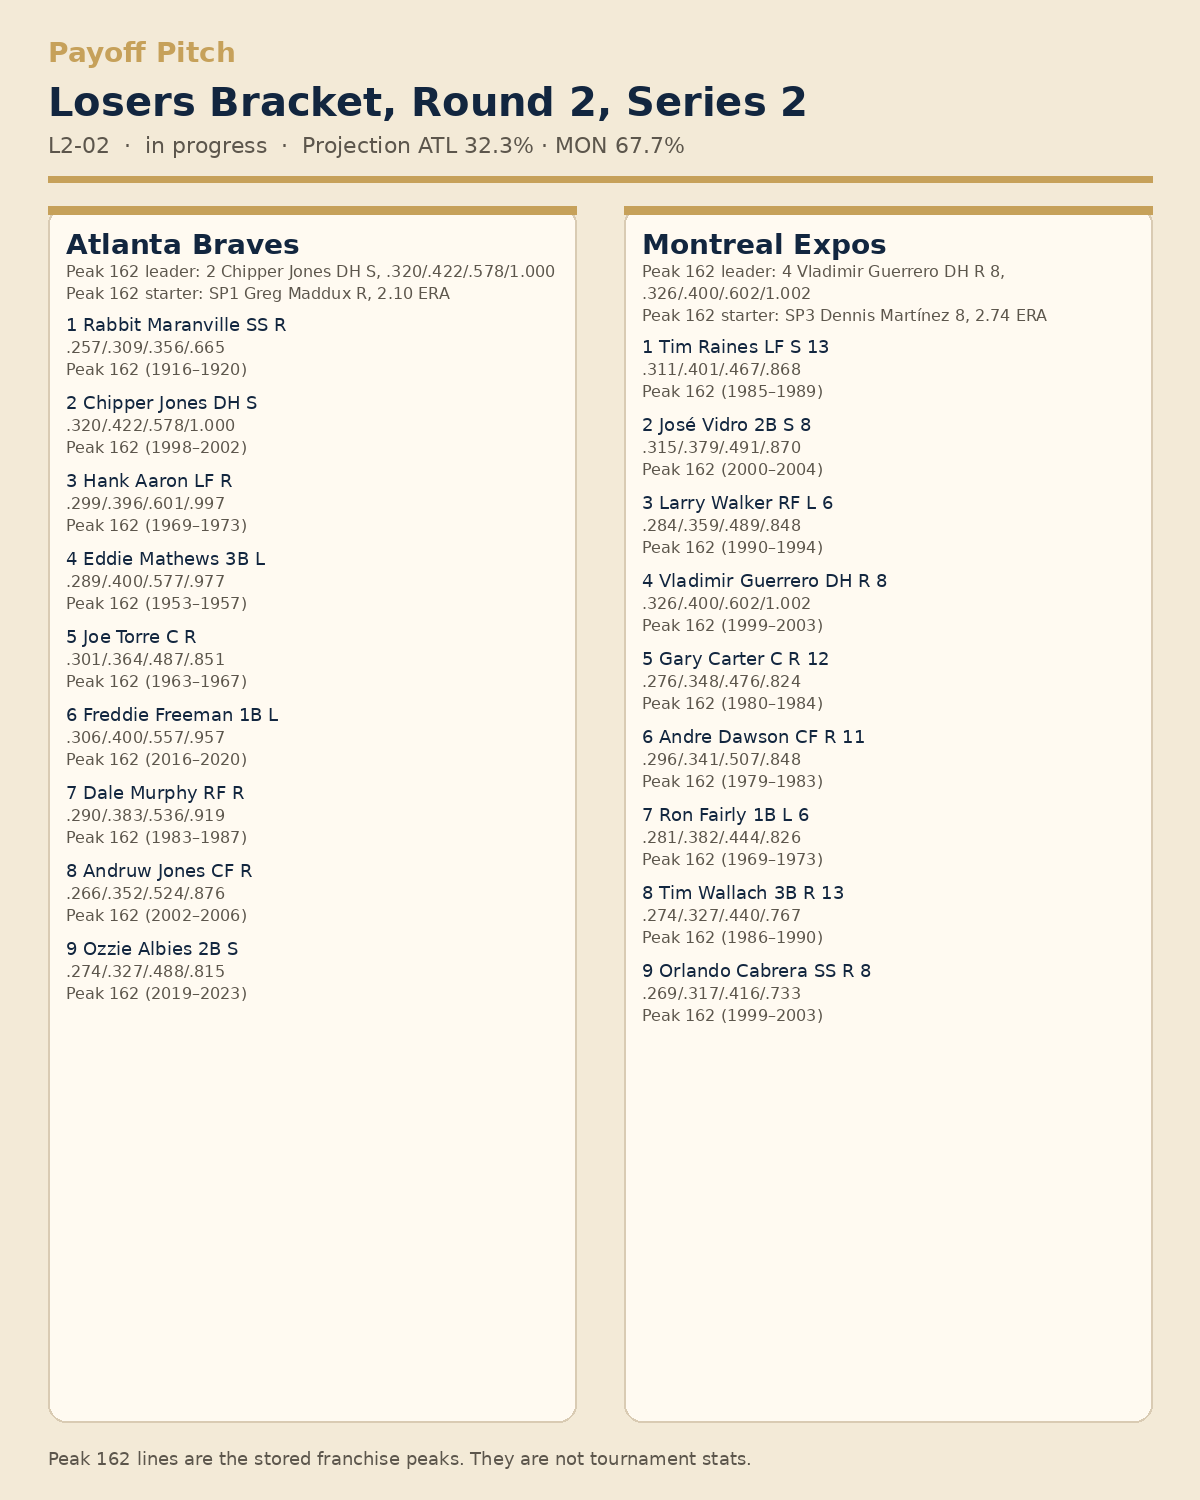 Payoff Pitch
Losers Bracket, Round 2, Series 2
L2-02 · in progress · Projection ATL 32.3% · MON 67.7%
Atlanta Braves
Peak 162 leader: 2 Chipper Jones DH S, .320/.422/.578/1.000
Peak 162 starter: SP1 Greg Maddux R, 2.10 ERA
1 Rabbit Maranville SS R
.257/.309/.356/.665
Peak 162 (1916–1920)
2 Chipper Jones DH S
.320/.422/.578/1.000
Peak 162 (1998–2002)
3 Hank Aaron LF R
.299/.396/.601/.997
Peak 162 (1969–1973)
4 Eddie Mathews 3B L
.289/.400/.577/.977
Peak 162 (1953–1957)
5 Joe Torre C R
.301/.364/.487/.851
Peak 162 (1963–1967)
6 Freddie Freeman 1B L
.306/.400/.557/.957
Peak 162 (2016–2020)
7 Dale Murphy RF R
.290/.383/.536/.919
Peak 162 (1983–1987)
8 Andruw Jones CF R
.266/.352/.524/.876
Peak 162 (2002–2006)
9 Ozzie Albies 2B S
.274/.327/.488/.815
Peak 162 (2019–2023)
Montreal Expos
Peak 162 leader: 4 Vladimir Guerrero DH R 8,
.326/.400/.602/1.002
Peak 162 starter: SP3 Dennis Martínez 8, 2.74 ERA
1 Tim Raines LF S 13
.311/.401/.467/.868
Peak 162 (1985–1989)
2 José Vidro 2B S 8
.315/.379/.491/.870
Peak 162 (2000–2004)
3 Larry Walker RF L 6
.284/.359/.489/.848
Peak 162 (1990–1994)
4 Vladimir Guerrero DH R 8
.326/.400/.602/1.002
Peak 162 (1999–2003)
5 Gary Carter C R 12
.276/.348/.476/.824
Peak 162 (1980–1984)
6 Andre Dawson CF R 11
.296/.341/.507/.848
Peak 162 (1979–1983)
7 Ron Fairly 1B L 6
.281/.382/.444/.826
Peak 162 (1969–1973)
8 Tim Wallach 3B R 13
.274/.327/.440/.767
Peak 162 (1986–1990)
9 Orlando Cabrera SS R 8
.269/.317/.416/.733
Peak 162 (1999–2003)
Peak 162 lines are the stored franchise peaks. They are not tournament stats.